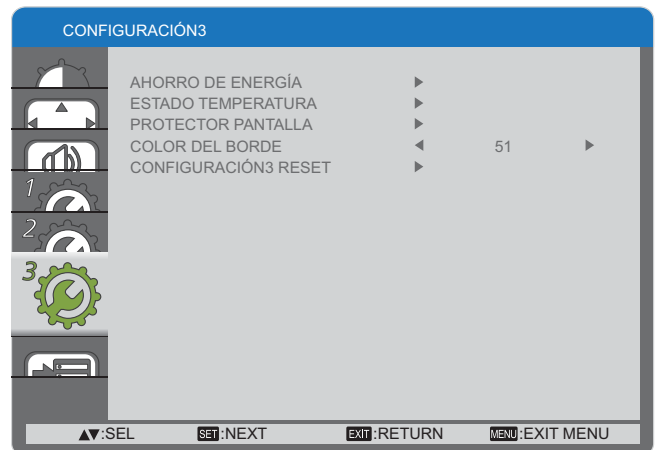 CONFIGURACIÓN3
AHORRO DE ENERGÍA
ESTADO TEMPERATURA
PROTECTOR PANTALLA
COLOR DEL BORDE 51
CONFIGURACIÓN3 RESET
1
2
3
▲▼:SEL SET:NEXT EXIT:RETURN MENU:EXIT MENU